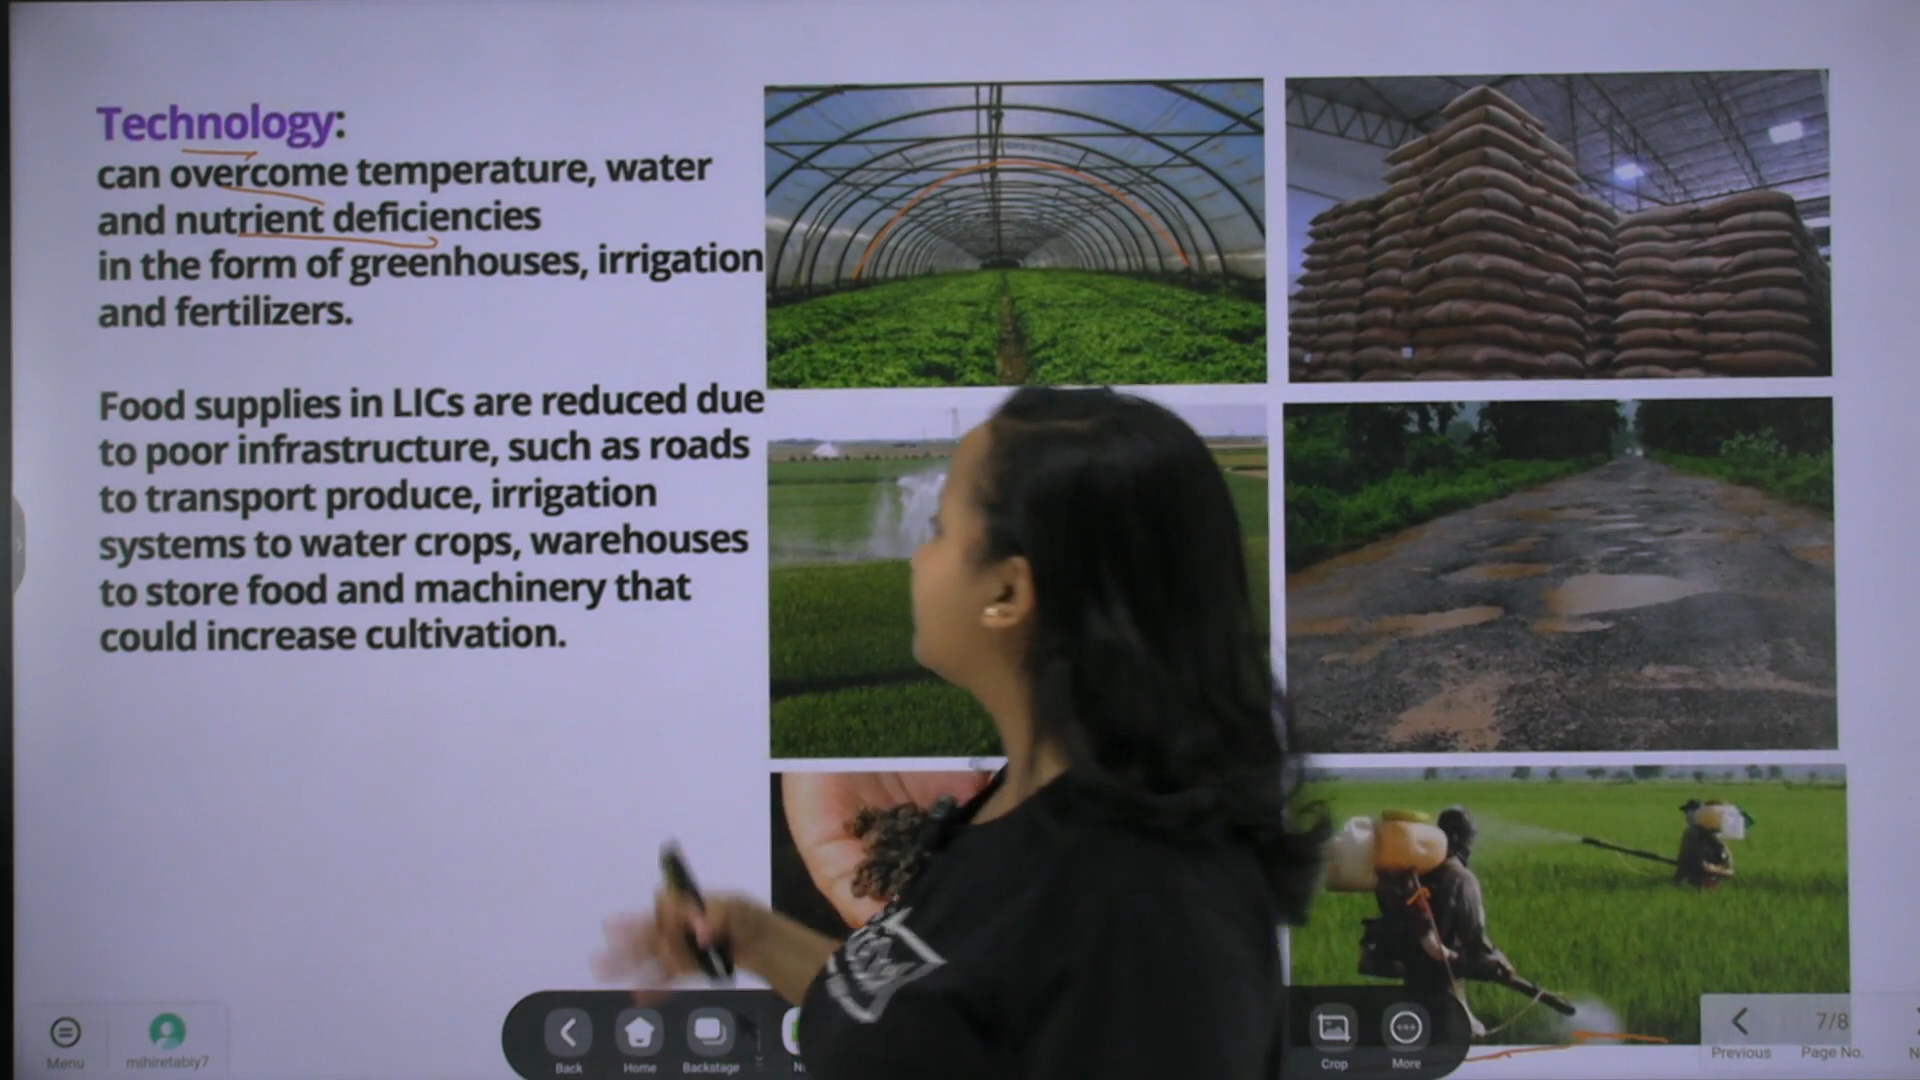 Technology:
can overcome temperature, water
and nutrient deficiencies
in the form of greenhouses, irrigation
and fertilizers.
Food supplies in LICs are reduced due
to poor infrastructure, such as roads
to transport produce, irrigation
systems to water crops, warehouses
to store food and machinery that
could increase cultivation.
Menu
mihiretabiy7
Back
Home
Backstage
Crop
More
7/8
Previous
Page No.